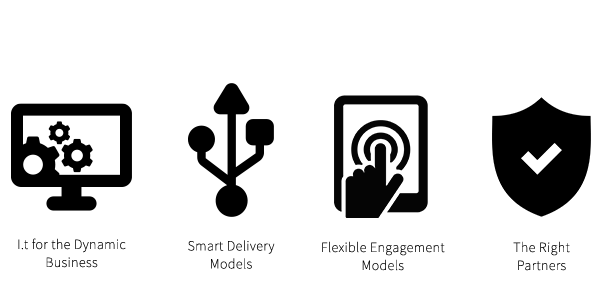 I.t for the Dynamic
Business
Smart Delivery
Models
Flexible Engagement
Models
The Right
Partners